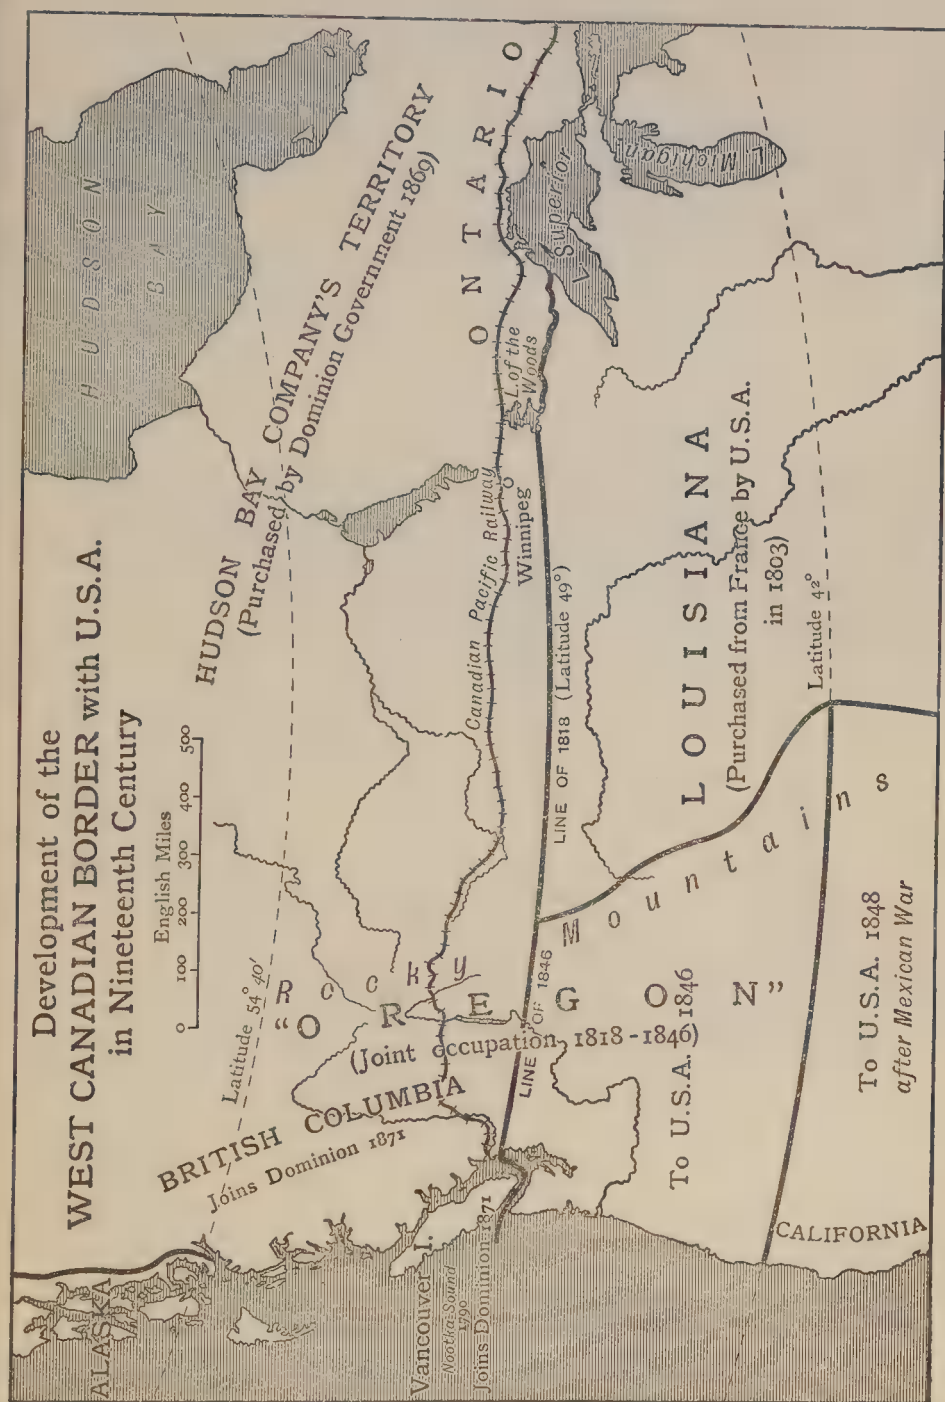 Development of the
WEST CANADIAN BORDER with U.S.A.
in Nineteenth Century
English Miles
0 100 200 300 400 500
HUDSON
BAY
HUDSON BAY COMPANY'S TERRITORY
(Purchased by Dominion Government 1869)
Latitude 54° 40'
ALASKA
BRITISH COLUMBIA
Joins Dominion 1871
ROCKY
Mountains
"OREGON"
(Joint occupation 1818-1846)
Canadian Pacific Railway
Winnipeg
L. of the
Woods
ONTARIO
L. Superior
L. Michigan
LINE OF 1846
LINE OF 1818 (Latitude 49°)
Vancouver I.
Nootka Sound
1790
Joins Dominion 1871
To U.S.A. 1846
LOUISIANA
(Purchased from France by U.S.A.
in 1803)
Latitude 42°
CALIFORNIA
To U.S.A. 1848
after Mexican War